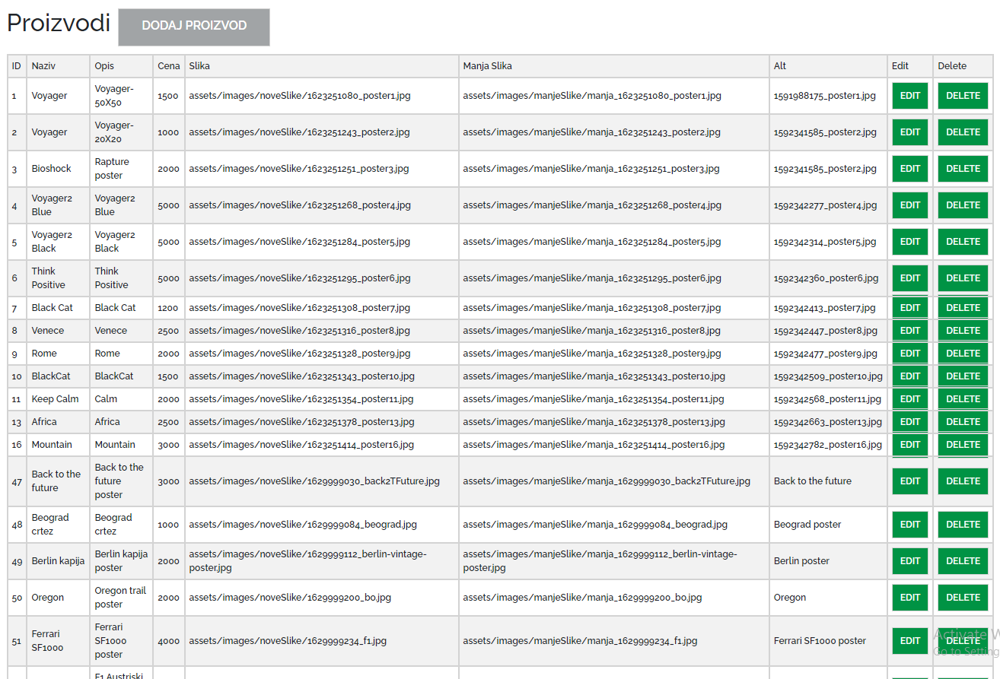 Proizvodi DODAJ PROIZVOD
ID Naziv Opis Cena Slika Manja Slika Alt Edit Delete
1 Voyager Voyager-50X50 1500 assets/images/noveSlike/1623251080_poster1.jpg assets/images/manjeSlike/manja_1623251080_poster1.jpg 1591988175_poster1.jpg EDIT DELETE
2 Voyager Voyager-20X20 1000 assets/images/noveSlike/1623251243_poster2.jpg assets/images/manjeSlike/manja_1623251243_poster2.jpg 1592341585_poster2.jpg EDIT DELETE
3 Bioshock Rapture poster 2000 assets/images/noveSlike/1623251251_poster3.jpg assets/images/manjeSlike/manja_1623251251_poster3.jpg 1592341585_poster2.jpg EDIT DELETE
4 Voyager2 Blue Voyager2 Blue 5000 assets/images/noveSlike/1623251268_poster4.jpg assets/images/manjeSlike/manja_1623251268_poster4.jpg 1592342277_poster4.jpg EDIT DELETE
5 Voyager2 Black Voyager2 Black 5000 assets/images/noveSlike/1623251284_poster5.jpg assets/images/manjeSlike/manja_1623251284_poster5.jpg 1592342314_poster5.jpg EDIT DELETE
6 Think Positive Think Positive 5000 assets/images/noveSlike/1623251295_poster6.jpg assets/images/manjeSlike/manja_1623251295_poster6.jpg 1592342360_poster6.jpg EDIT DELETE
7 Black Cat Black Cat 1200 assets/images/noveSlike/1623251308_poster7.jpg assets/images/manjeSlike/manja_1623251308_poster7.jpg 1592342413_poster7.jpg EDIT DELETE
8 Venece Venece 2500 assets/images/noveSlike/1623251316_poster8.jpg assets/images/manjeSlike/manja_1623251316_poster8.jpg 1592342447_poster8.jpg EDIT DELETE
9 Rome Rome 2000 assets/images/noveSlike/1623251328_poster9.jpg assets/images/manjeSlike/manja_1623251328_poster9.jpg 1592342477_poster9.jpg EDIT DELETE
10 BlackCat BlackCat 1500 assets/images/noveSlike/1623251343_poster10.jpg assets/images/manjeSlike/manja_1623251343_poster10.jpg 1592342509_poster10.jpg EDIT DELETE
11 Keep Calm Calm 2000 assets/images/noveSlike/1623251354_poster11.jpg assets/images/manjeSlike/manja_1623251354_poster11.jpg 1592342568_poster11.jpg EDIT DELETE
13 Africa Africa 2500 assets/images/noveSlike/1623251378_poster13.jpg assets/images/manjeSlike/manja_1623251378_poster13.jpg 1592342663_poster13.jpg EDIT DELETE
16 Mountain Mountain 3000 assets/images/noveSlike/1623251414_poster16.jpg assets/images/manjeSlike/manja_1623251414_poster16.jpg 1592342782_poster16.jpg EDIT DELETE
47 Back to the future Back to the future poster 3000 assets/images/noveSlike/1629999030_back2TFuture.jpg assets/images/manjeSlike/manja_1629999030_back2TFuture.jpg Back to the future EDIT DELETE
48 Beograd crtez Beograd crtez 1000 assets/images/noveSlike/1629999084_beograd.jpg assets/images/manjeSlike/manja_1629999084_beograd.jpg Beograd poster EDIT DELETE
49 Berlin kapija Berlin kapija poster 2000 assets/images/noveSlike/1629999112_berlin-vintage-poster.jpg assets/images/manjeSlike/manja_1629999112_berlin-vintage-poster.jpg Berlin poster EDIT DELETE
50 Oregon Oregon trail poster 2000 assets/images/noveSlike/1629999200_bo.jpg assets/images/manjeSlike/manja_1629999200_bo.jpg Oregon EDIT DELETE
51 Ferrari SF1000 Ferrari SF1000 poster 4000 assets/images/noveSlike/1629999234_f1.jpg assets/images/manjeSlike/manja_1629999234_f1.jpg Ferrari SF1000 poster EDIT DELETE
Activate W
Go to Setting
F1 Austriski